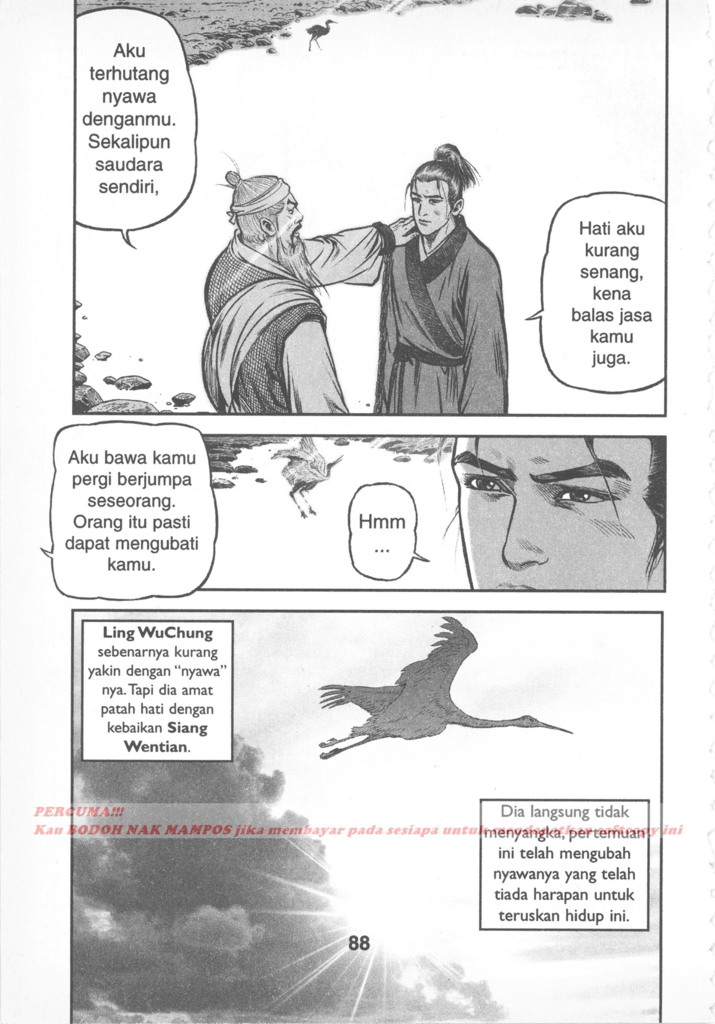 Aku
terhutang
nyawa
denganmu.
Sekalipun
saudara
sendiri,
Hati aku
kurang
senang,
kena
balas jasa
kamu
juga.
Aku bawa kamu
pergi berjumpa
seseorang.
Orang itu pasti
dapat mengubati
kamu.
Hmm
...
Ling WuChung
sebenarnya kurang
yakin dengan “nyawa”
nya. Tapi dia amat
patah hati dengan
kebaikan Siang
Wentian.
PERCUMA!!!
Kau BODOH NAK MAMPOS jika membayar pada sesiapa untuk mendapatkan softcopy ini
Dia langsung tidak
menyangka, pertemuan
ini telah mengubah
nyawanya yang telah
tiada harapan untuk
teruskan hidup ini.
88